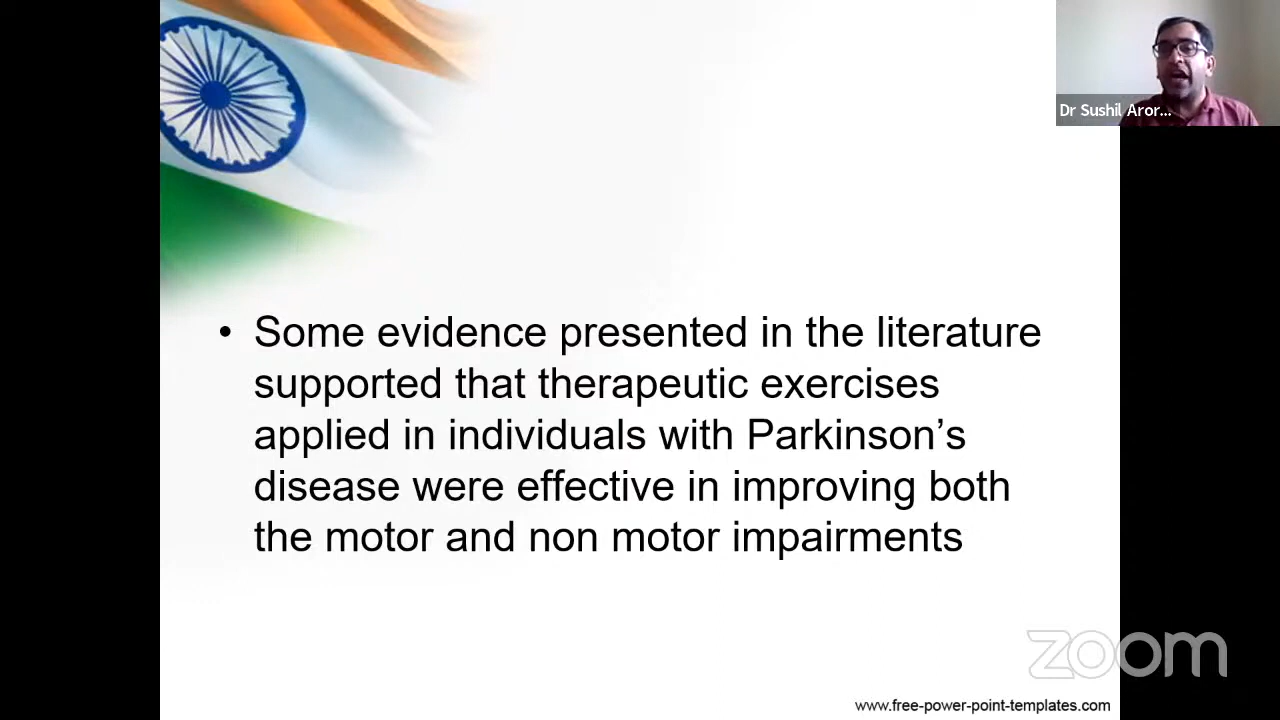 Dr Sushil Aror...
• Some evidence presented in the literature
supported that therapeutic exercises
applied in individuals with Parkinson’s
disease were effective in improving both
the motor and non motor impairments
zoom
www.free-power-point-templates.com